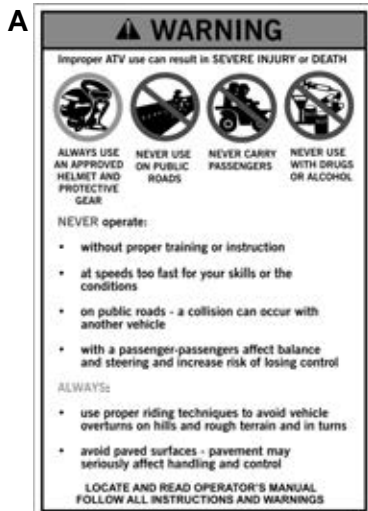 A
WARNING
Improper ATV use can result in SEVERE INJURY or DEATH
ALWAYS USE
AN APPROVED
HELMET AND
PROTECTIVE
GEAR
NEVER USE
ON PUBLIC
ROADS
NEVER CARRY
PASSENGERS
NEVER USE
WITH DRUGS
OR ALCOHOL
NEVER operate:
• without proper training or instruction
• at speeds too fast for your skills or the
conditions
• on public roads - a collision can occur with
another vehicle
• with a passenger-passengers affect balance
and steering and increase risk of losing control
ALWAYS:
• use proper riding techniques to avoid vehicle
overturns on hills and rough terrain and in turns
• avoid paved surfaces - pavement may
seriously affect handling and control
LOCATE AND READ OPERATOR'S MANUAL
FOLLOW ALL INSTRUCTIONS AND WARNINGS